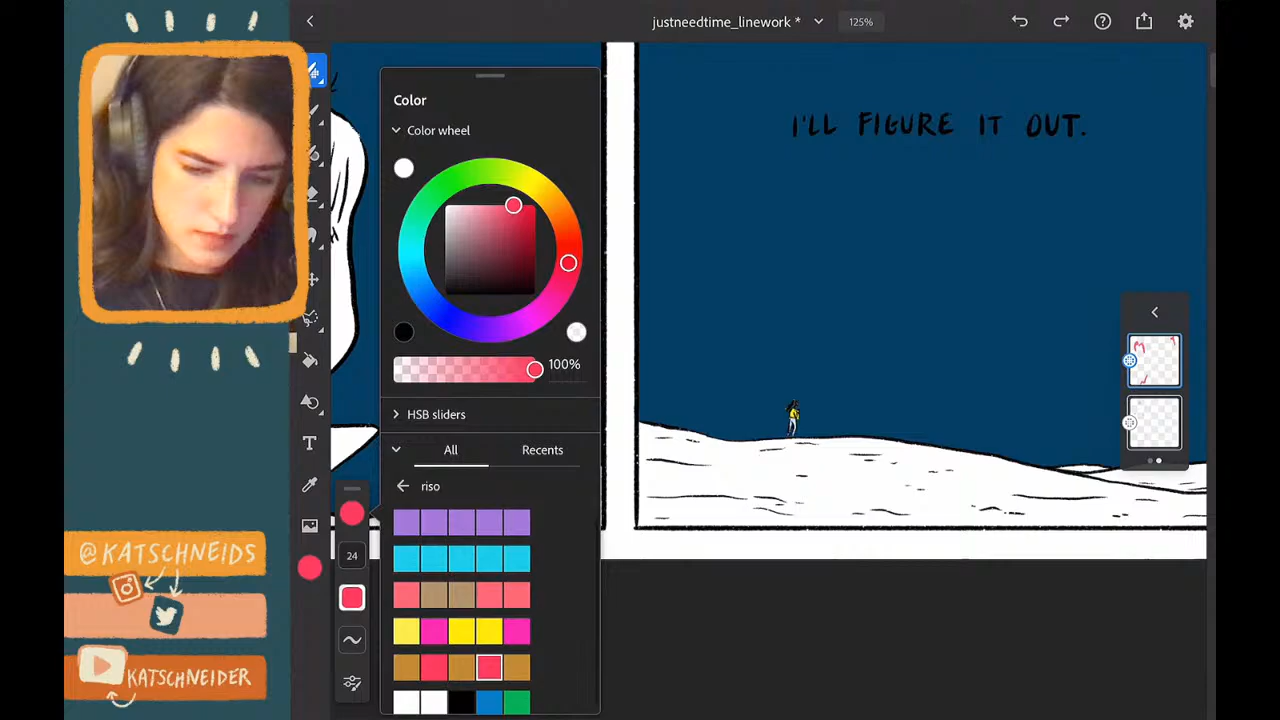 justneedtime_linework *
125%
Color
Color wheel
100%
HSB sliders
All
Recents
riso
24
T
I'LL FIGURE IT OUT.
@KATSCHNEIDS
KATSCHNEIDER